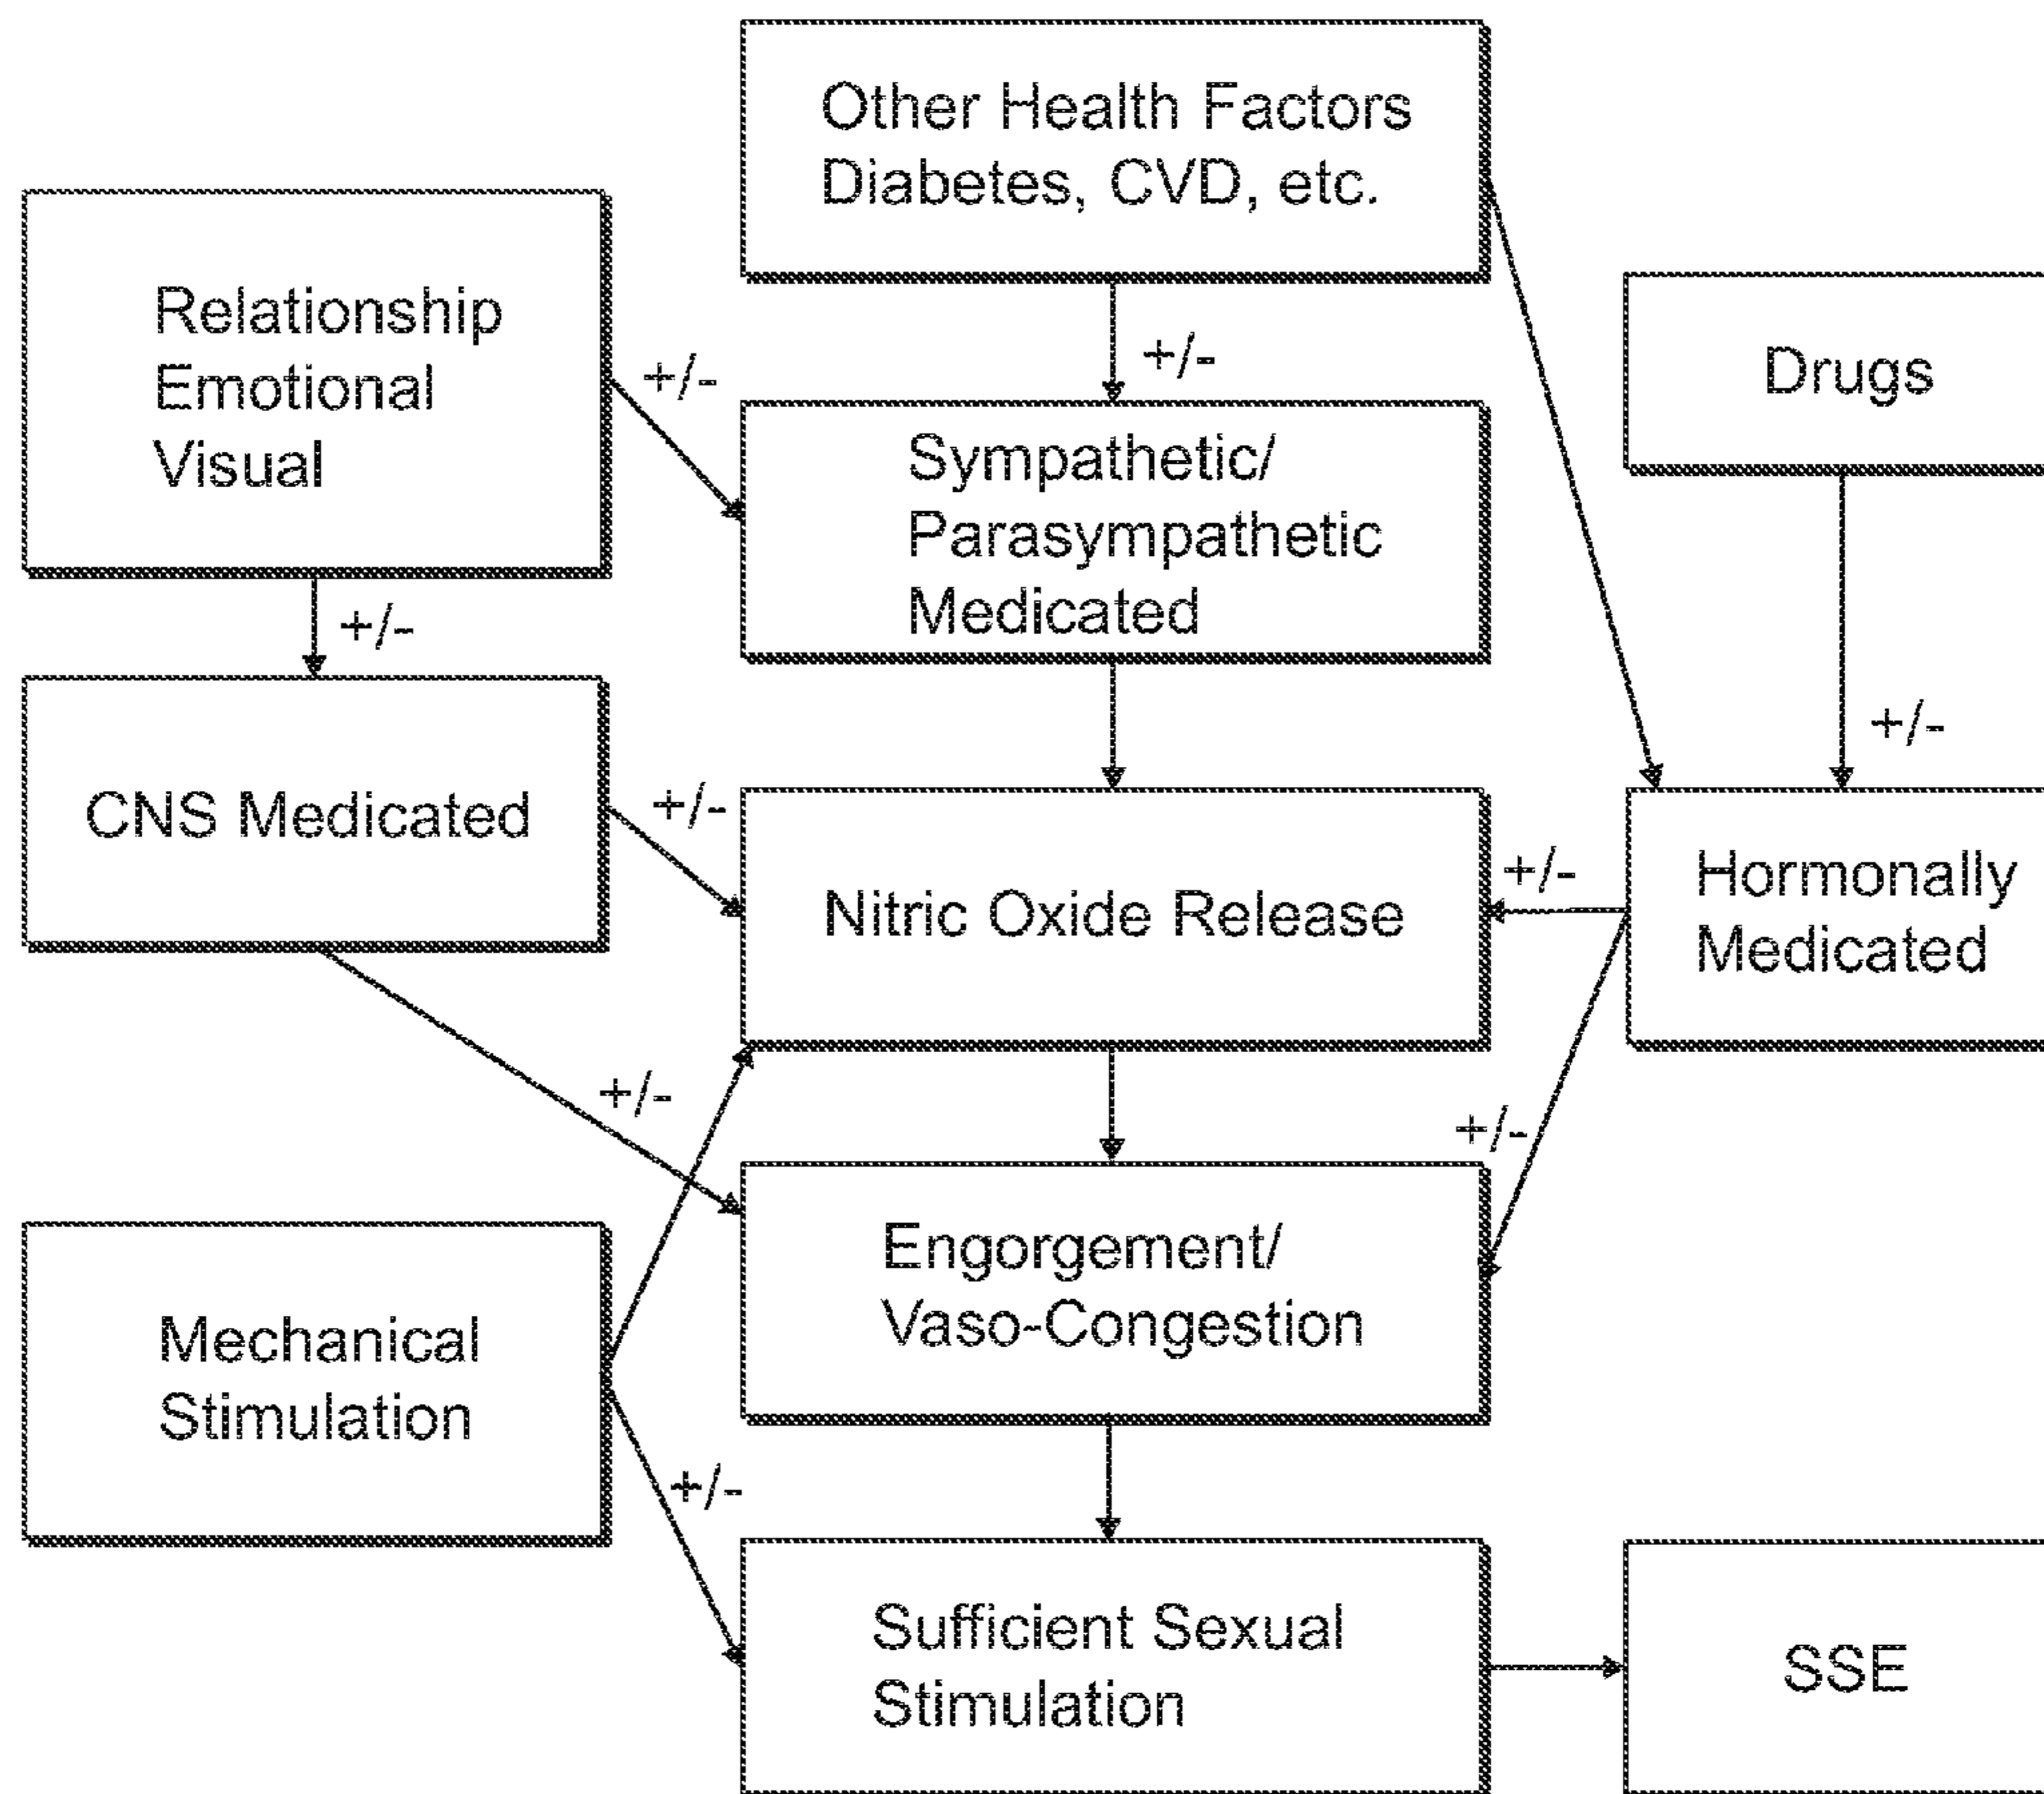 Other Health Factors
Diabetes, CVD, etc.
Relationship
Emotional
Visual
+/-
+/-
Drugs
Sympathetic/
Parasympathetic
Medicated
+/-
+/-
CNS Medicated
+/-
Nitric Oxide Release
+/-
Hormonally
Medicated
+/-
+/-
Engorgement/
Vaso-Congestion
Mechanical
Stimulation
+/-
Sufficient Sexual
Stimulation
SSE